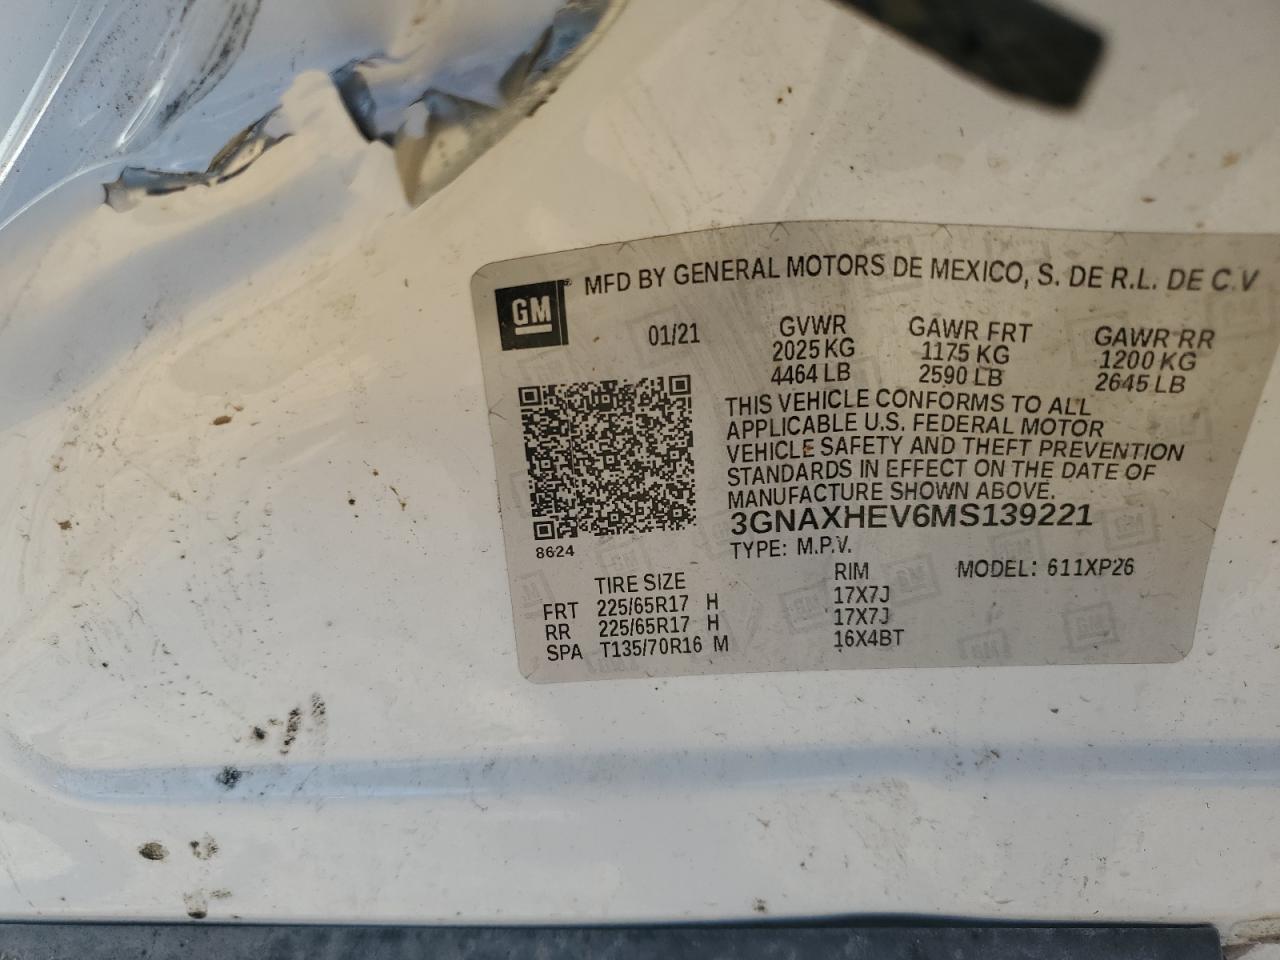 GM
MFD BY GENERAL MOTORS DE MEXICO, S. DE R.L. DE C.V
01/21
GVWR
2025 KG
4464 LB
GAWR FRT
1175 KG
2590 LB
GAWR RR
1200 KG
2645 LB
THIS VEHICLE CONFORMS TO ALL
APPLICABLE U.S. FEDERAL MOTOR
VEHICLE SAFETY AND THEFT PREVENTION
STANDARDS IN EFFECT ON THE DATE OF
MANUFACTURE SHOWN ABOVE.
3GNAXHEV6MS139221
8624
TYPE: M.P.V.
MODEL: 611XP26
TIRE SIZE RIM
FRT 225/65R17 H 17X7J
RR 225/65R17 H 17X7J
SPA T135/70R16 M 16X4BT